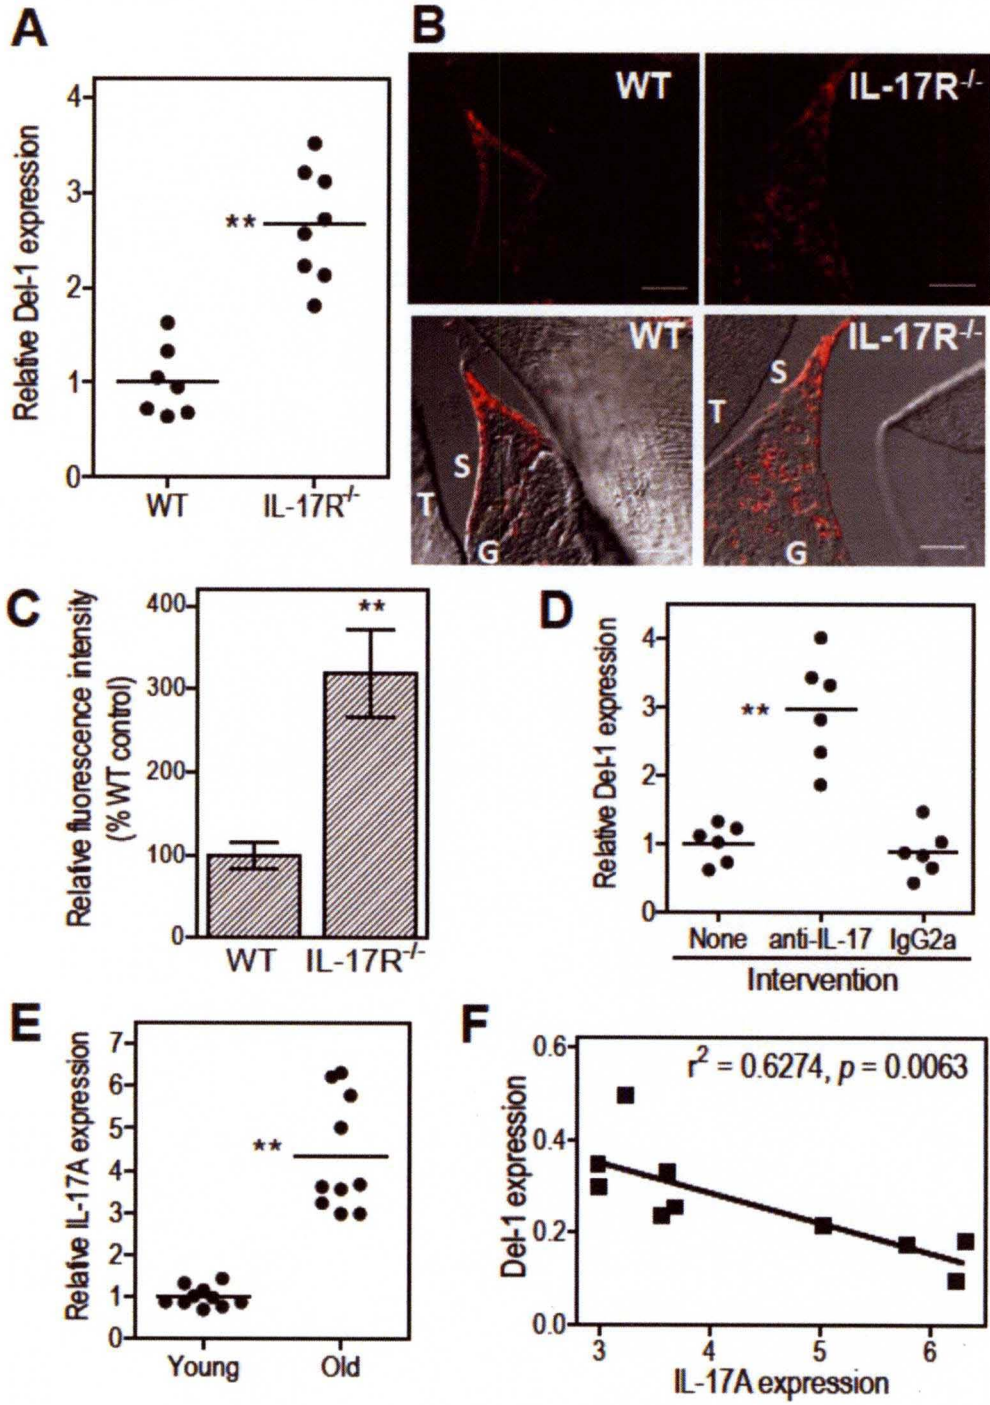 A
Relative Del-1 expression
4
3
2
1
0
**
WT
IL-17R-/-
B
WT
IL-17R-/-
WT
S
T
G
IL-17R-/-
S
T
G
C
Relative fluorescence intensity
(% WT control)
400
300
200
100
0
**
WT
IL-17R-/-
D
Relative Del-1 expression
4
3
2
1
0
**
None
anti-IL-17
IgG2a
Intervention
E
Relative IL-17A expression
7
6
5
4
3
2
1
0
**
Young
Old
F
Del-1 expression
0.6
0.4
0.2
0.0
r² = 0.6274, p = 0.0063
3
4
5
6
IL-17A expression